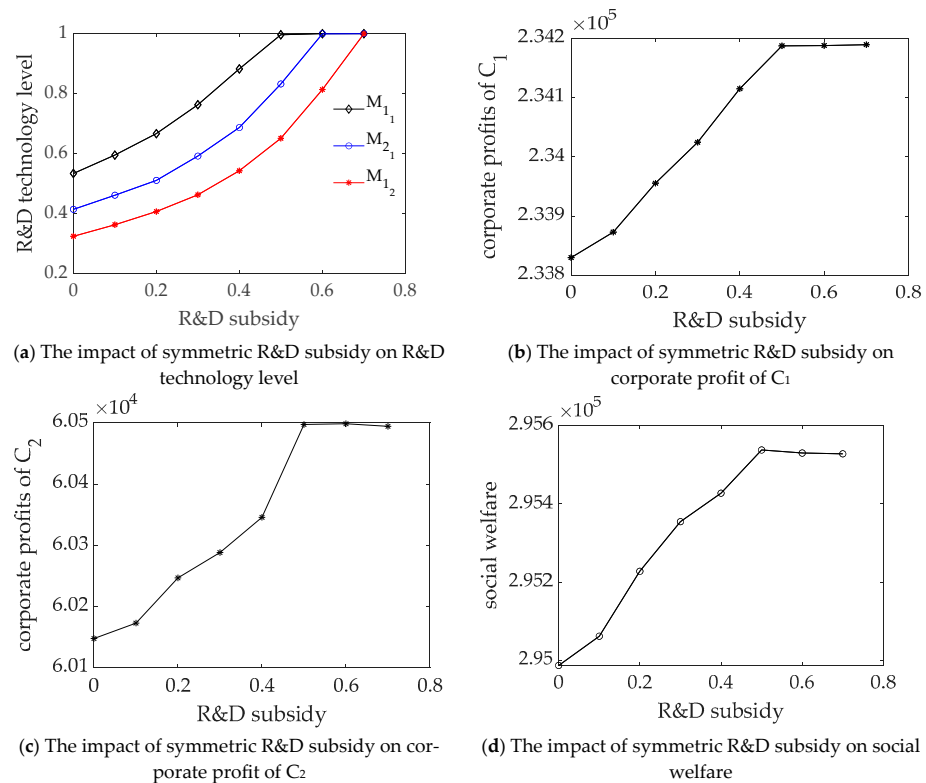 1
0.8
0.6
0.4
0.2
0 0.2 0.4 0.6 0.8
R&D technology level
R&D subsidy
M₁₁
M₂₁
M₁₂
(a) The impact of symmetric R&D subsidy on R&D
technology level
×10⁵
2.342
2.341
2.34
2.339
2.338
0 0.2 0.4 0.6 0.8
corporate profits of C₁
R&D subsidy
(b) The impact of symmetric R&D subsidy on
corporate profit of C₁
×10⁴
6.05
6.04
6.03
6.02
6.01
0 0.2 0.4 0.6 0.8
corporate profits of C₂
R&D subsidy
(c) The impact of symmetric R&D subsidy on cor-
porate profit of C₂
×10⁵
2.956
2.954
2.952
2.95
0 0.2 0.4 0.6 0.8
social welfare
R&D subsidy
(d) The impact of symmetric R&D subsidy on social
welfare